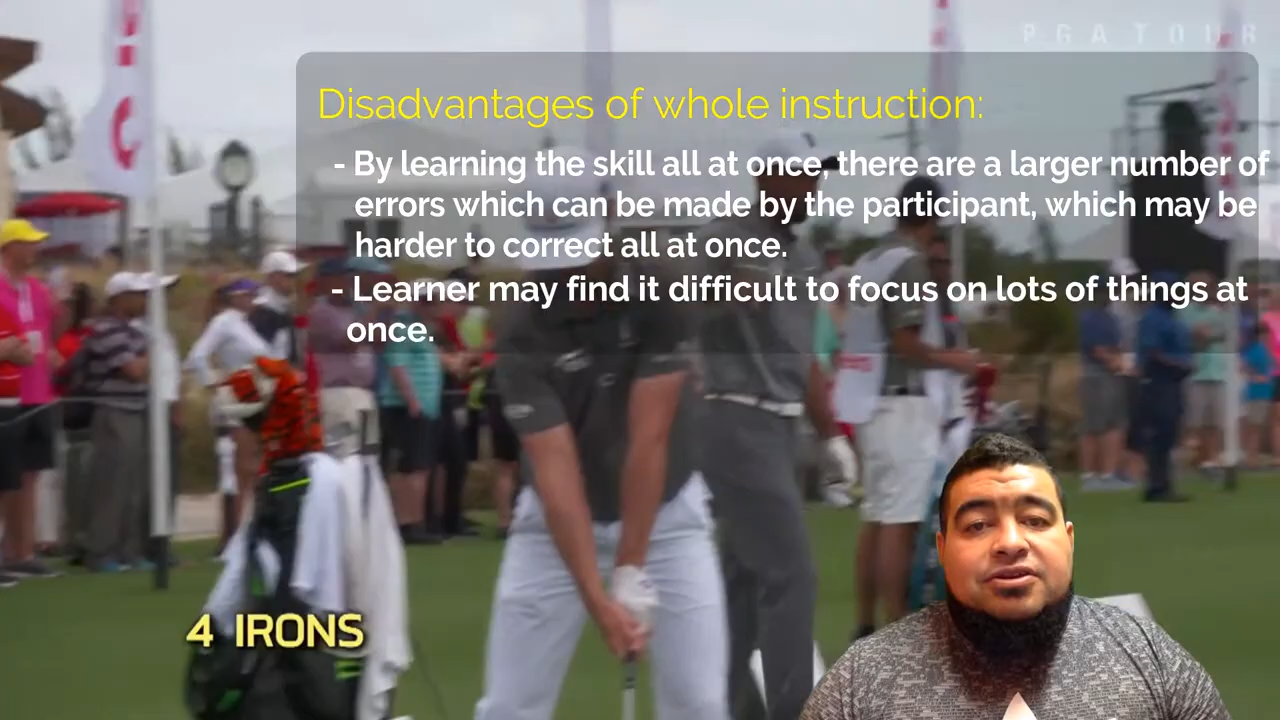 PGA TOUR
Disadvantages of whole instruction:
- By learning the skill all at once, there are a larger number of
errors which can be made by the participant, which may be
harder to correct all at once.
- Learner may find it difficult to focus on lots of things at
once.
4 IRONS